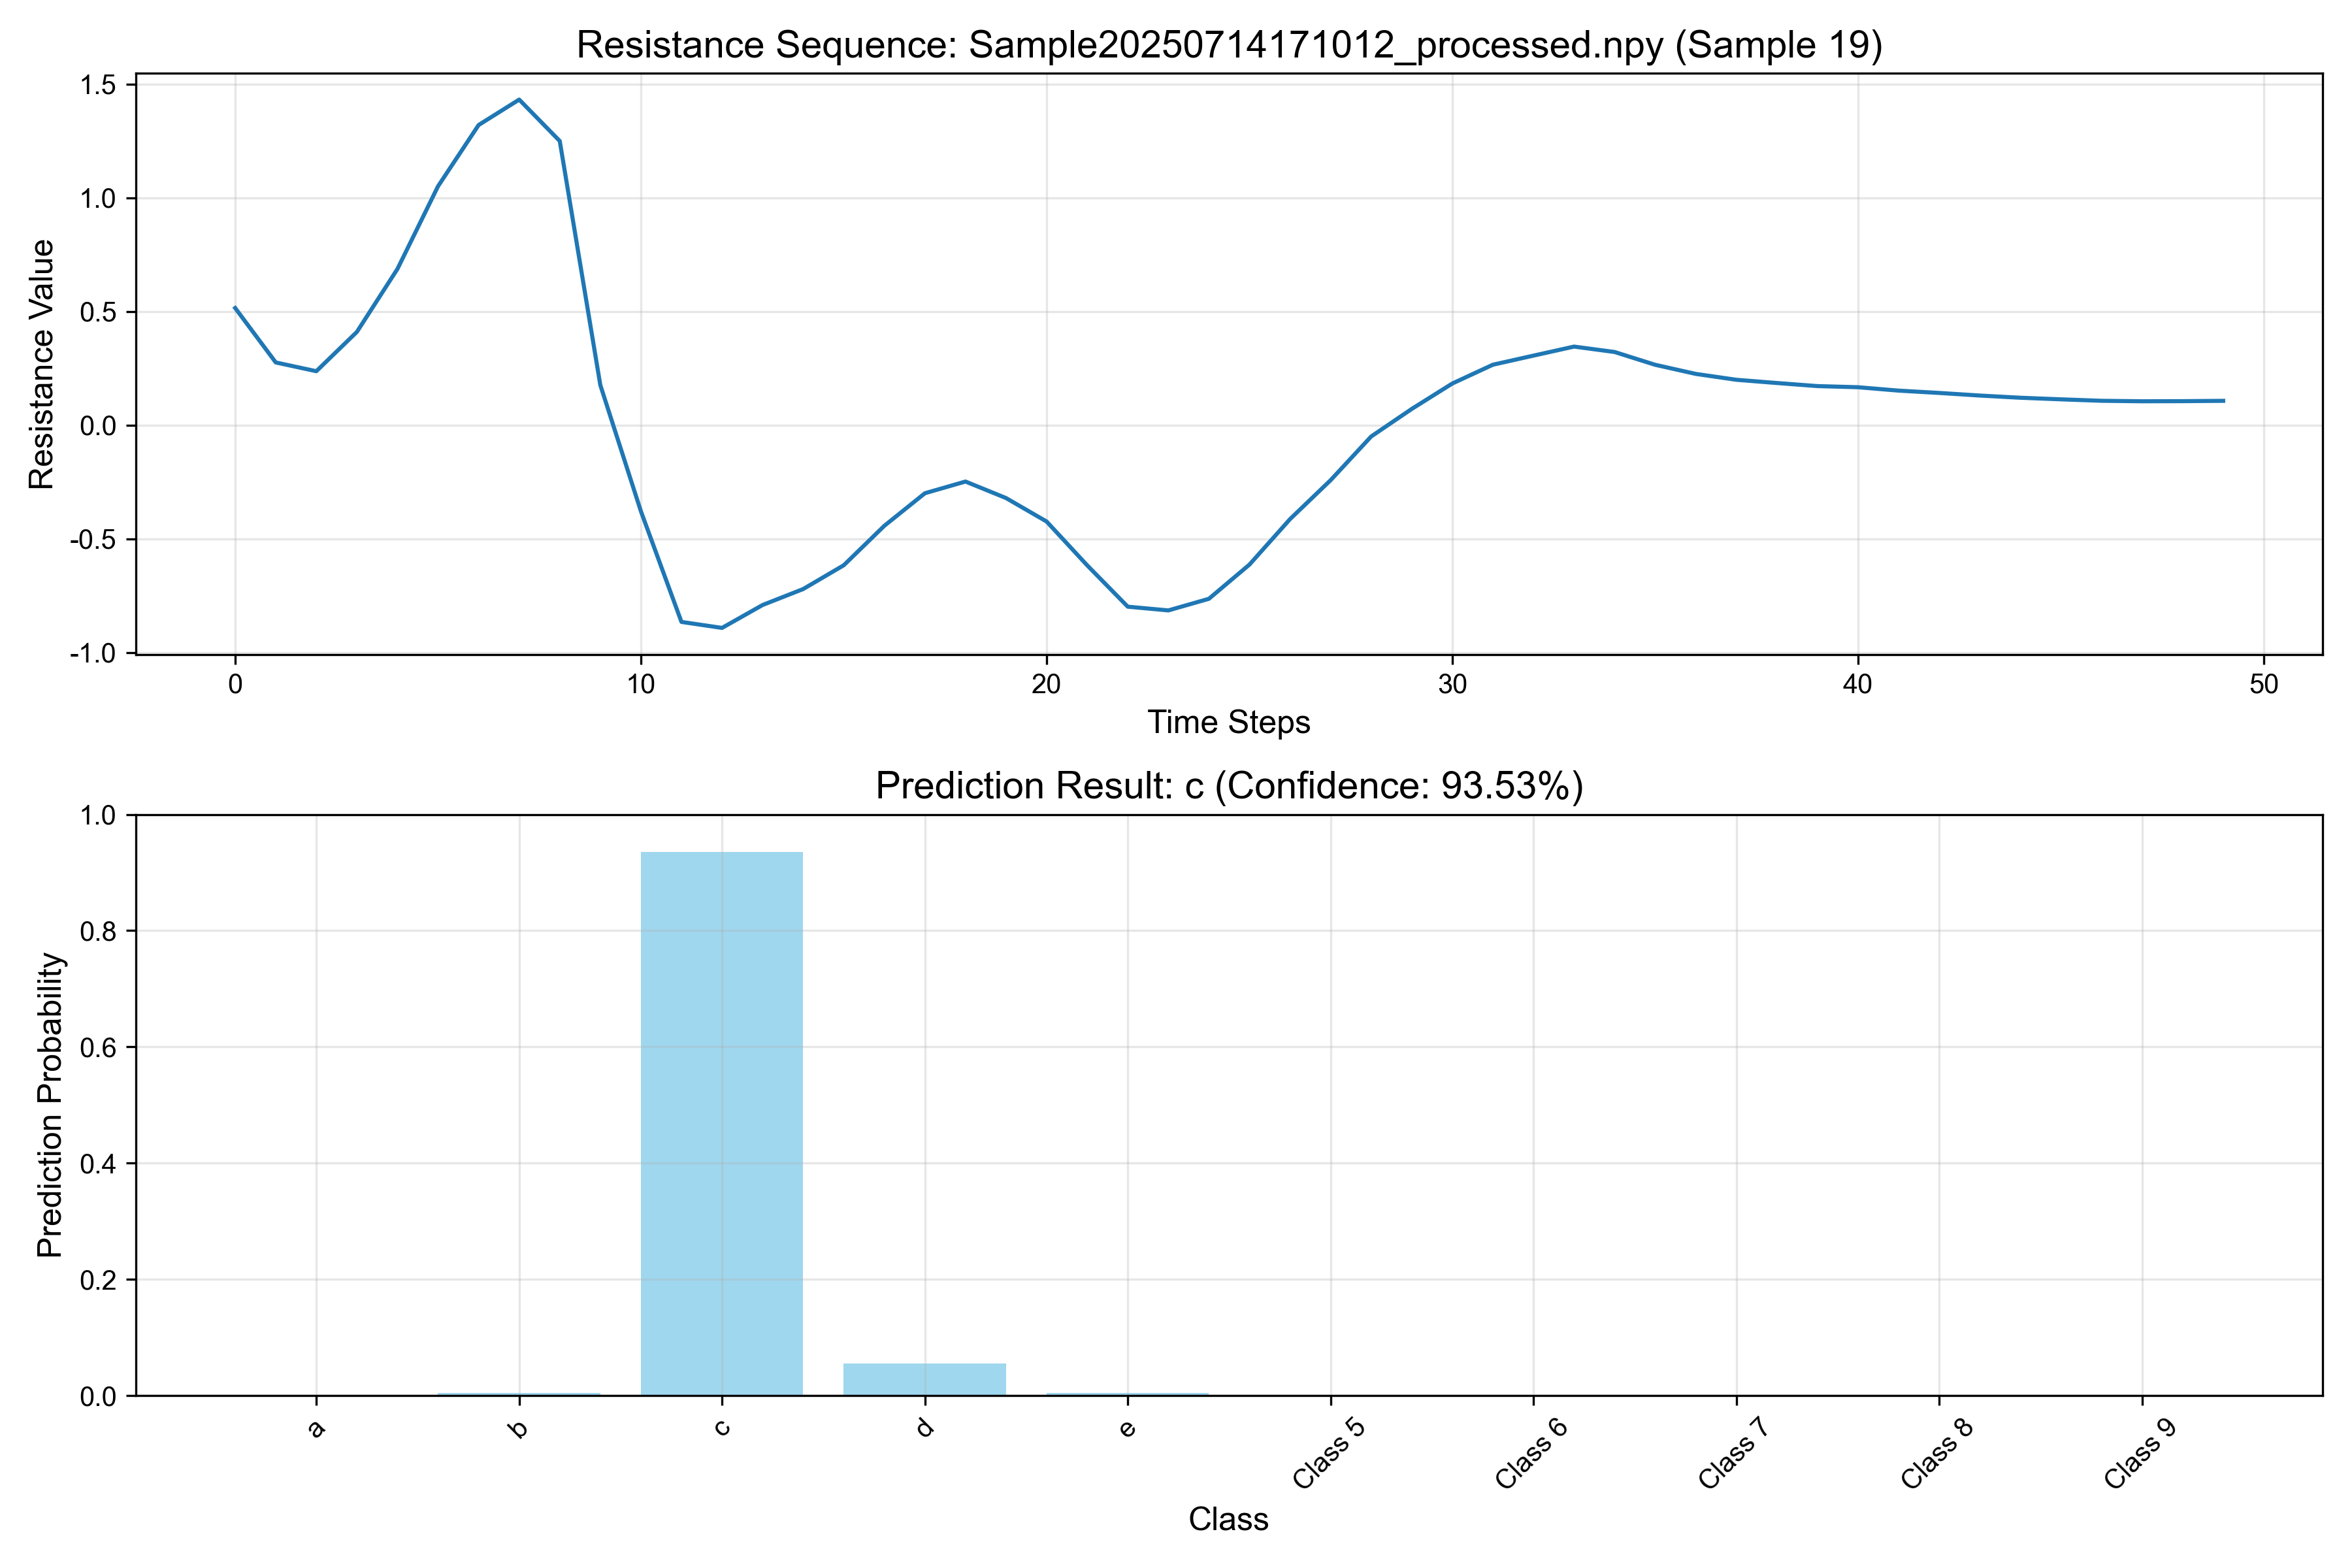 Resistance Sequence: Sample20250714171012_processed.npy (Sample 19)
1.5
1.0
0.5
0.0
-0.5
-1.0
Resistance Value
0 10 20 30 40 50
Time Steps
Prediction Result: c (Confidence: 93.53%)
1.0
0.8
0.6
0.4
0.2
0.0
Prediction Probability
a b c d e Class 5 Class 6 Class 7 Class 8 Class 9
Class